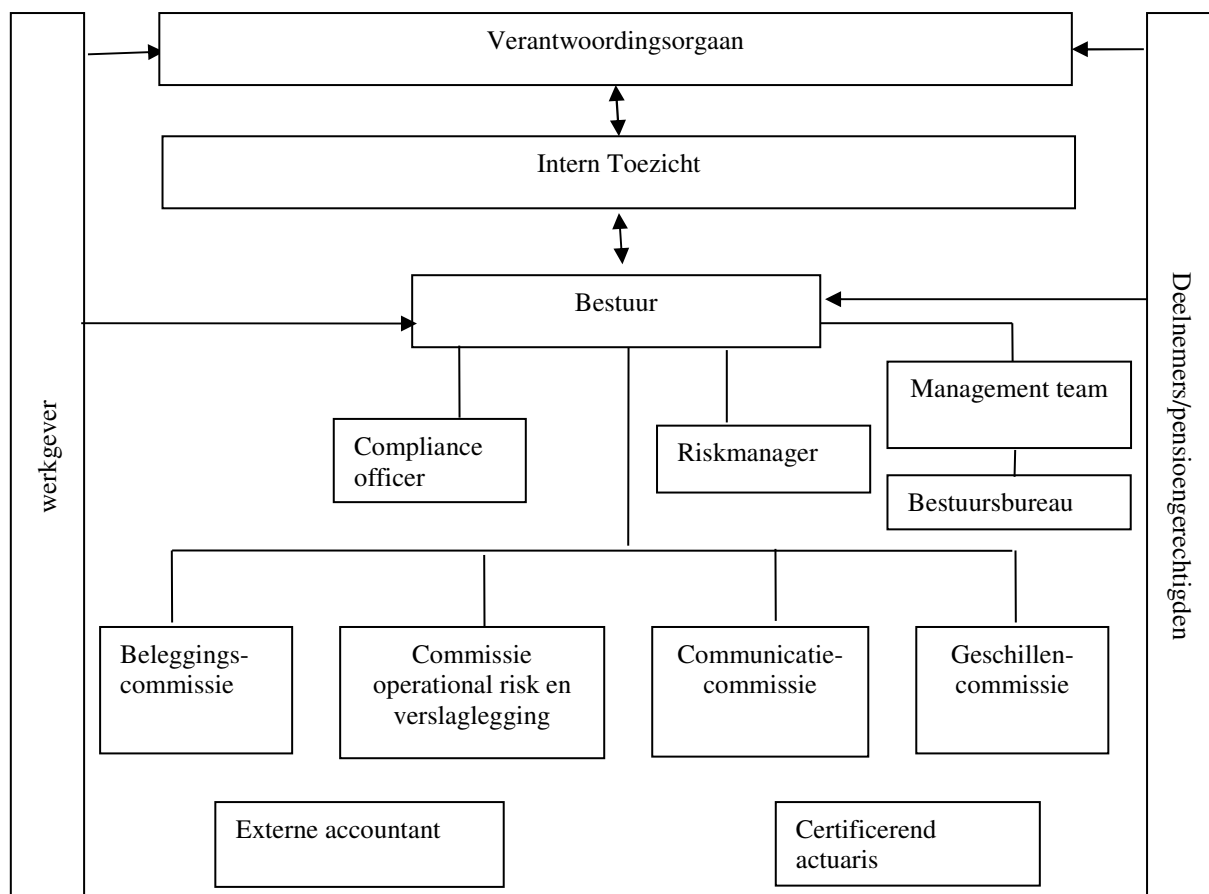 Verantwoordingsorgaan
Intern Toezicht
Bestuur
werkgever
Deelnemers/pensioengerechtigden
Management team
Compliance
officer
Riskmanager
Bestuursbureau
Beleggings-
commissie
Commissie
operational risk en
verslaglegging
Communicatie-
commissie
Geschillen-
commissie
Externe accountant
Certificerend
actuaris